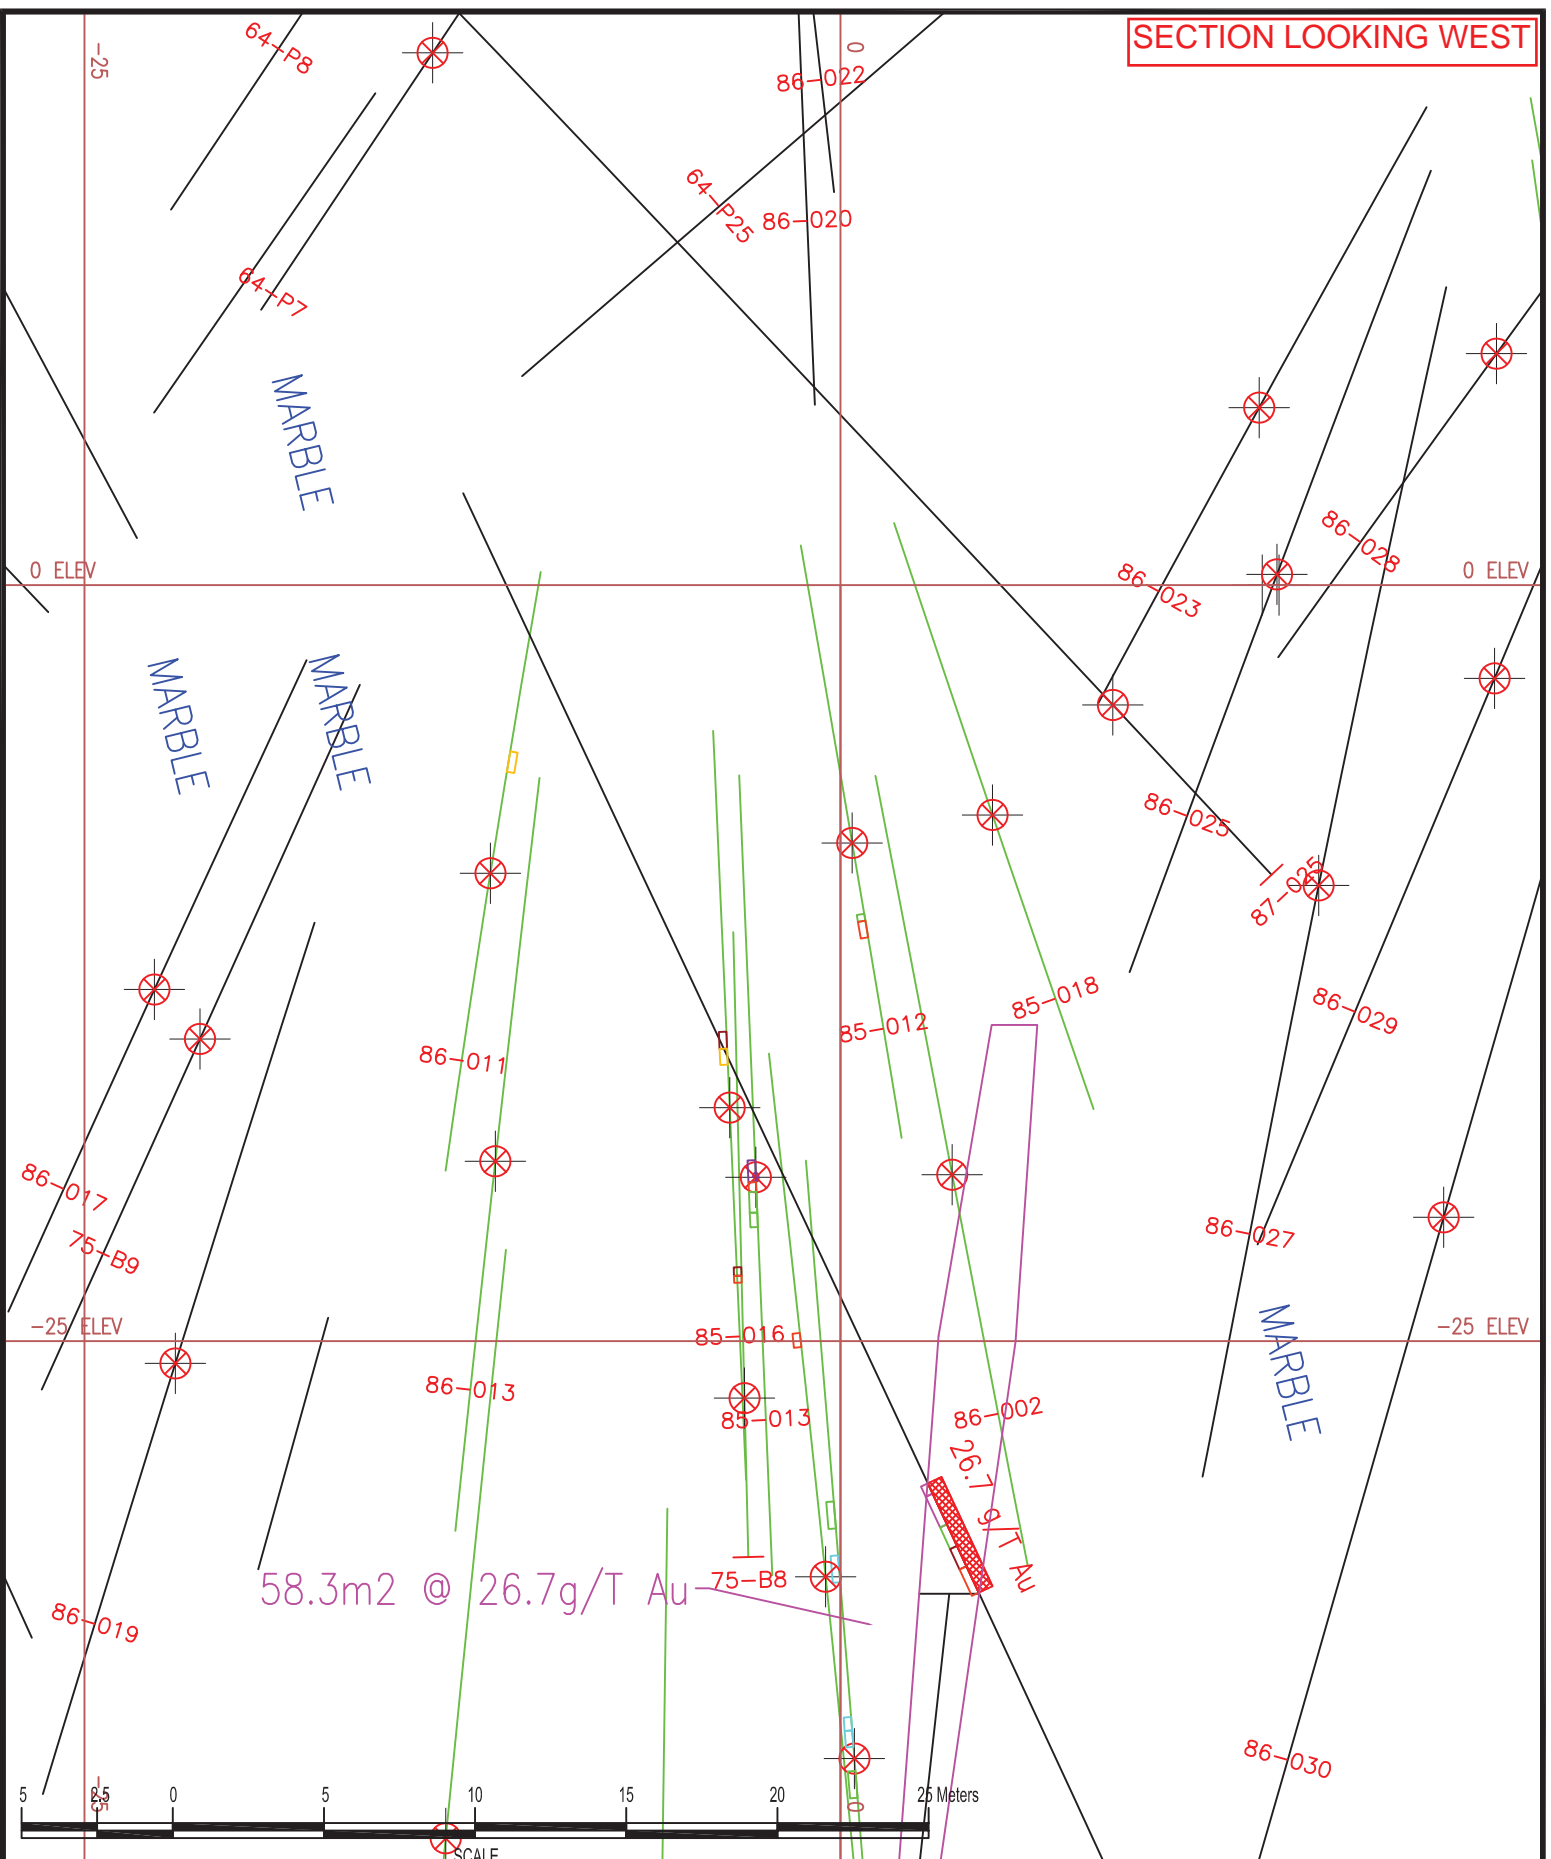 SECTION LOOKING WEST
-25
0
64-P8
86-022
64-P25
86-020
64-P7
MARBLE
86-028
0 ELEV
0 ELEV
86-023
MARBLE
MARBLE
86-025
87-025
85-018
86-029
85-012
86-011
86-017
75-B9
86-027
-25 ELEV
-25 ELEV
85-016
MARBLE
86-013
85-013
86-002
26.7 g/T Au
58.3m2 @ 26.7g/T Au
75-B8
86-019
86-030
-25
0
5 2.5 0 5 10 15 20 25 Meters
SCALE